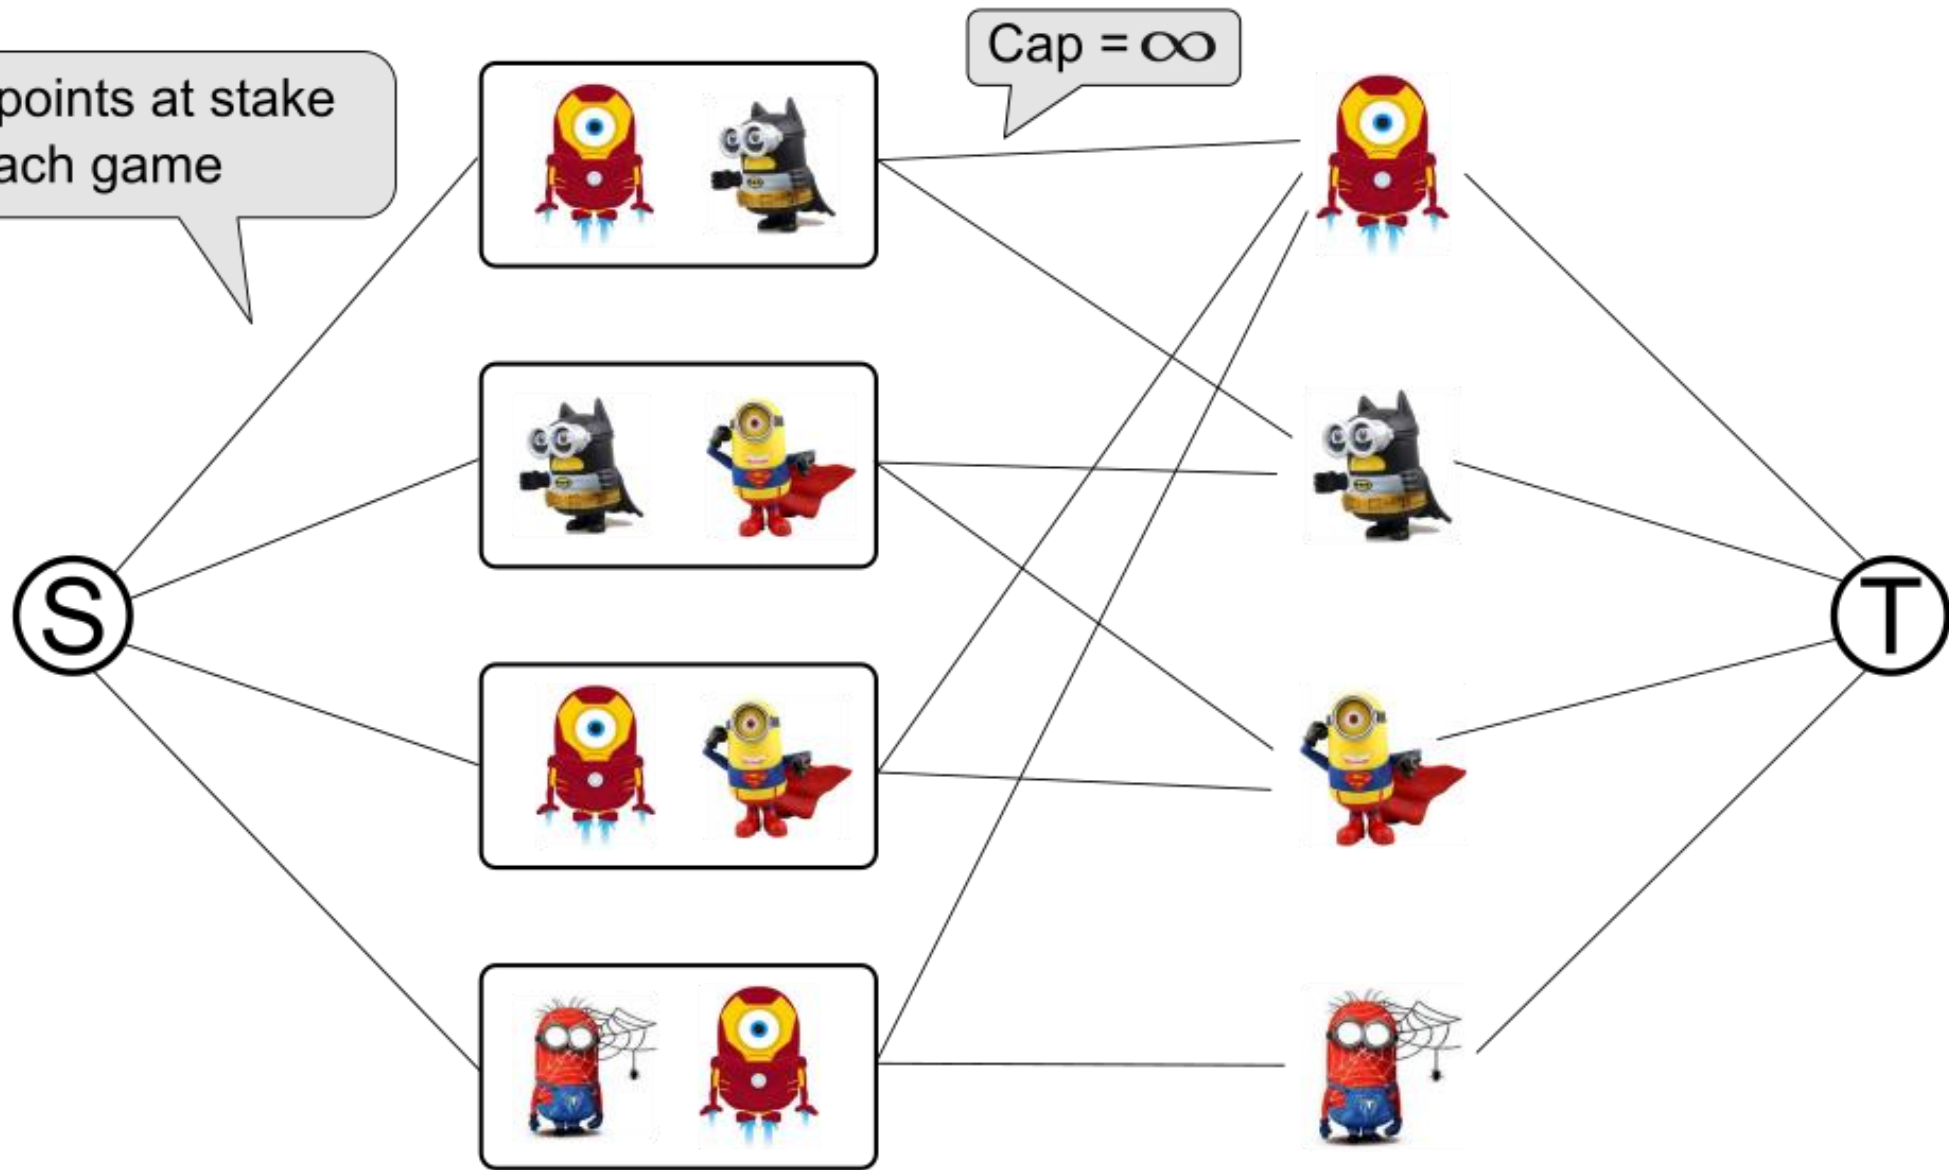 points at stake
ach game
Cap = ∞
S
T